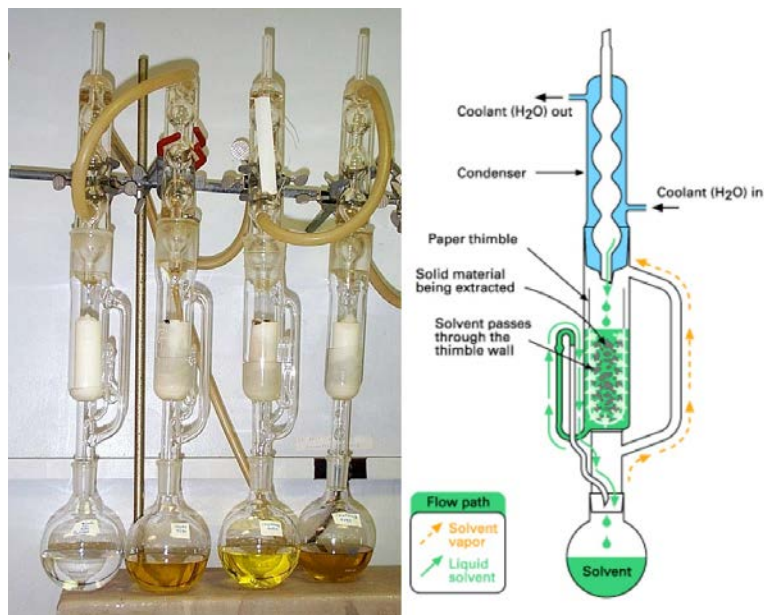 Coolant (H₂O) out
Condenser
Coolant (H₂O) in
Paper thimble
Solid material
being extracted
Solvent passes
through the
thimble wall
Flow path
Solvent
vapor
Liquid
solvent
Solvent